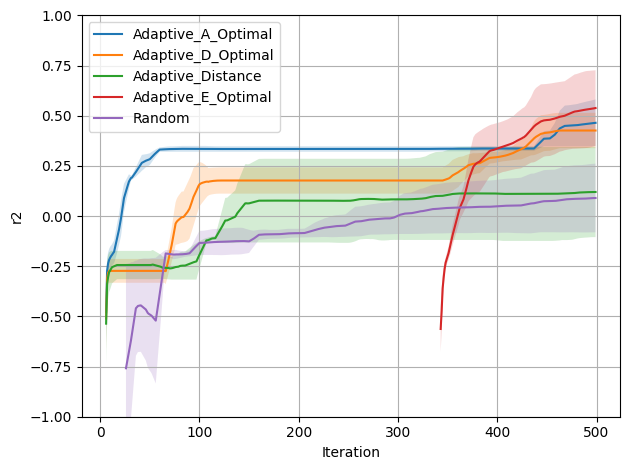 1.00
0.75
0.50
0.25
0.00
−0.25
−0.50
−0.75
−1.00
r2
Adaptive_A_Optimal
Adaptive_D_Optimal
Adaptive_Distance
Adaptive_E_Optimal
Random
0 100 200 300 400 500
Iteration